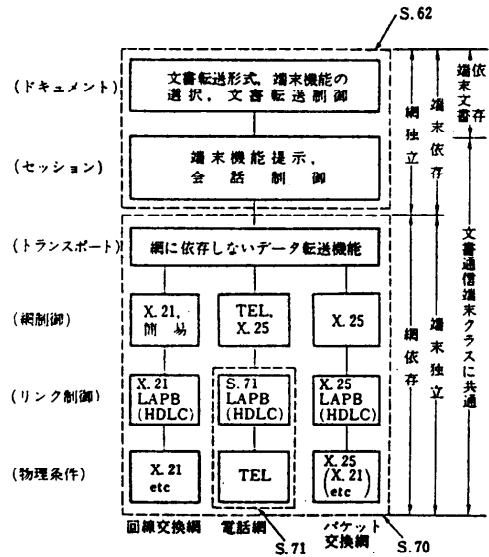 S.62
(ドキュメント)
文書転送形式,端末機能の
選択,文書転送制御
(セッション)
端末機能提示,
会話制御
(トランスポート)
網に依存しないデータ転送機能
(網制御)
X.21,
簡易
TEL,
X.25
X.25
(リンク制御)
X.21
LAPB
(HDLC)
S.71
LAPB
(HDLC)
X.25
LAPB
(HDLC)
(物理条件)
X.21
etc
TEL
X.25
(X.21)
etc
回線交換網
電話網
パケット
交換網
S.71
S.70
網独立
端末依存
端末文書
依存
網依存
端末独立
文書通信端末クラスに共通